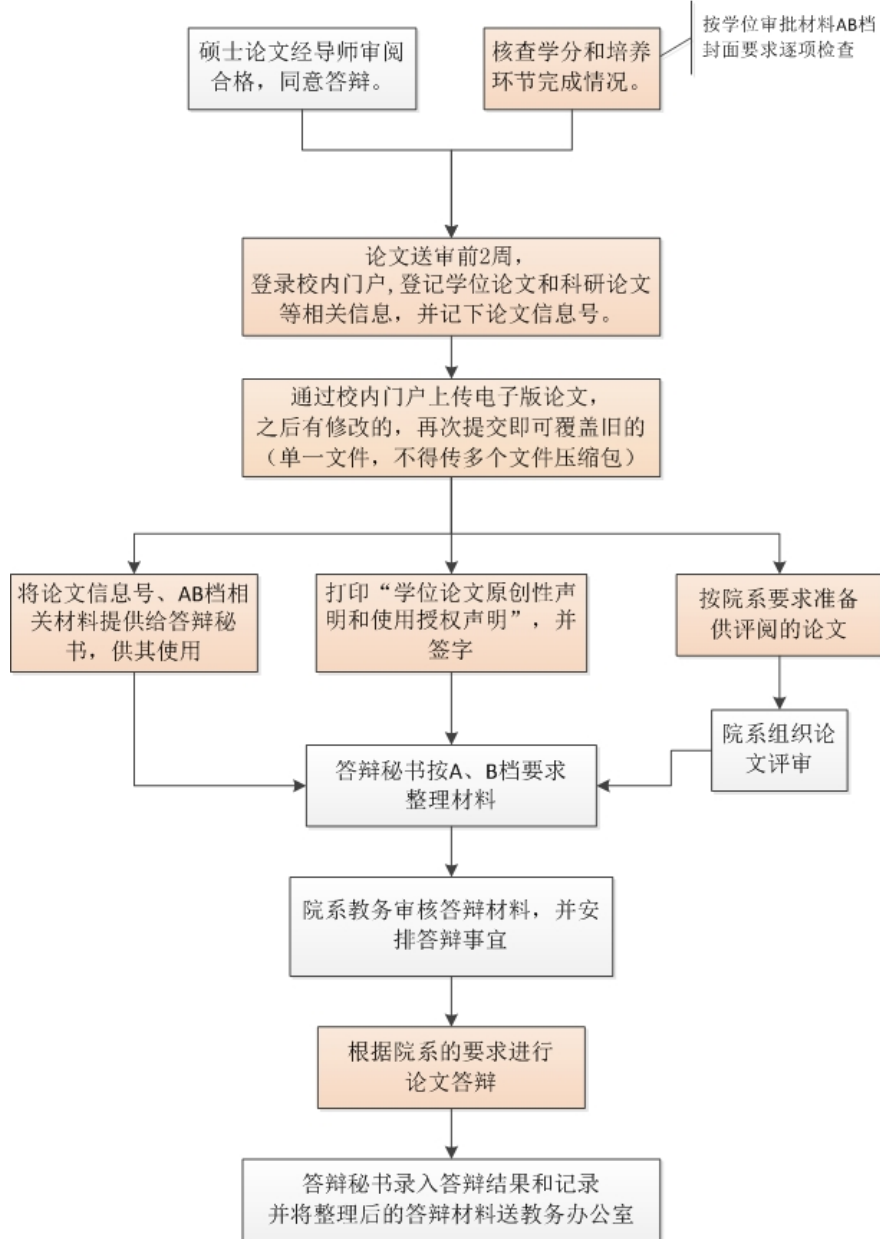 硕士论文经导师审阅
合格，同意答辩。
核查学分和培养
环节完成情况。
按学位审批材料AB档
封面要求逐项检查
论文送审前2周，
登录校内门户,登记学位论文和科研论文
等相关信息，并记下论文信息号。
通过校内门户上传电子版论文，
之后有修改的，再次提交即可覆盖旧的
（单一文件，不得传多个文件压缩包）
将论文信息号、AB档相
关材料提供给答辩秘
书，供其使用
打印“学位论文原创性声
明和使用授权声明”，并
签字
按院系要求准备
供评阅的论文
院系组织论
文评审
答辩秘书按A、B档要求
整理材料
院系教务审核答辩材料，并安
排答辩事宜
根据院系的要求进行
论文答辩
答辩秘书录入答辩结果和记录
并将整理后的答辩材料送教务办公室